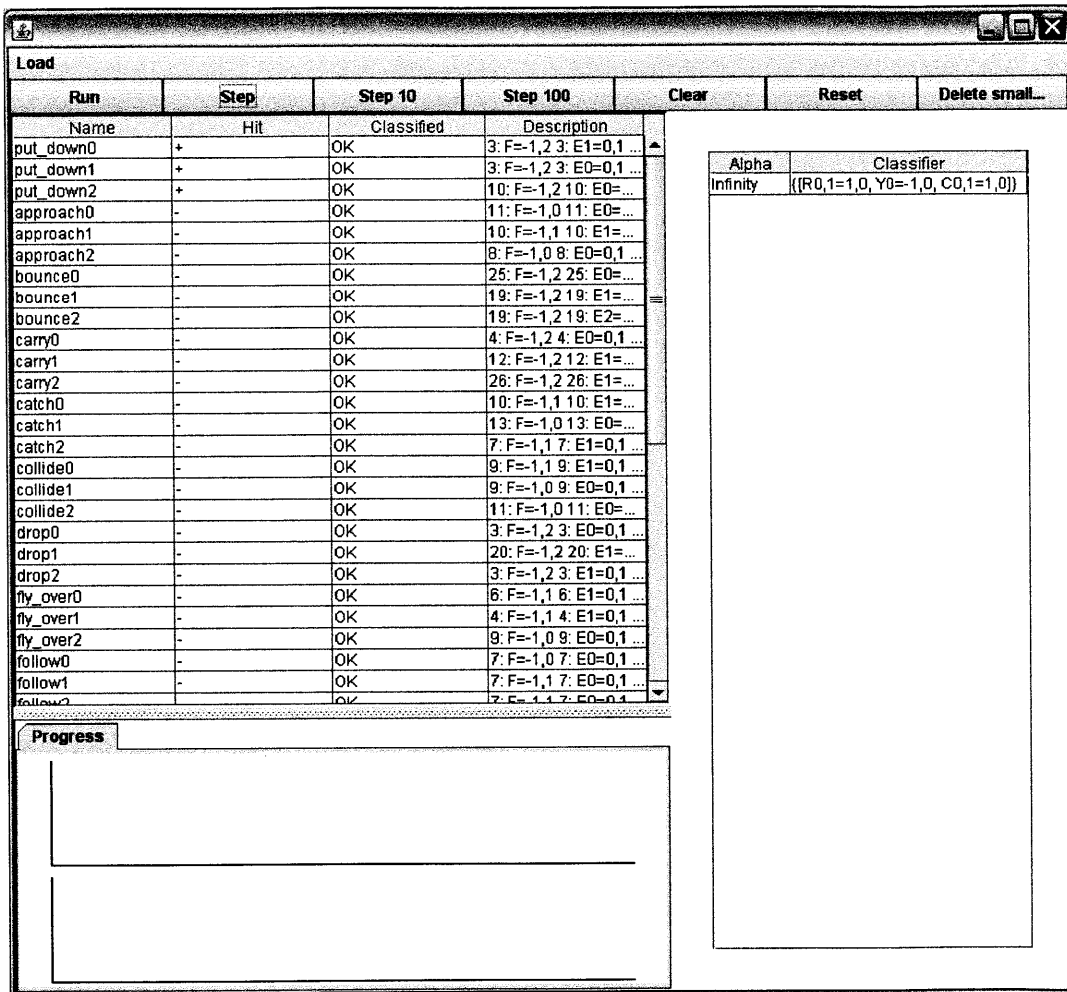 Load
Run Step Step 10 Step 100 Clear Reset Delete small...
Name Hit Classified Description
put_down0 + OK 3: F=-1,2 3: E1=0,1 ...
put_down1 + OK 3: F=-1,2 3: E0=0,1 ...
put_down2 + OK 10: F=-1,2 10: E0=...
approach0 - OK 11: F=-1,0 11: E0=...
approach1 - OK 10: F=-1,1 10: E1=...
approach2 - OK 8: F=-1,0 8: E0=0,1 ...
bounce0 - OK 25: F=-1,2 25: E0=...
bounce1 - OK 19: F=-1,2 19: E1=...
bounce2 - OK 19: F=-1,2 19: E2=...
carry0 - OK 4: F=-1,2 4: E0=0,1 ...
carry1 - OK 12: F=-1,2 12: E1=...
carry2 - OK 26: F=-1,2 26: E1=...
catch0 - OK 10: F=-1,1 10: E1=...
catch1 - OK 13: F=-1,0 13: E0=...
catch2 - OK 7: F=-1,1 7: E1=0,1 ...
collide0 - OK 9: F=-1,1 9: E1=0,1 ...
collide1 - OK 9: F=-1,0 9: E0=0,1 ...
collide2 - OK 11: F=-1,0 11: E0=...
drop0 - OK 3: F=-1,2 3: E0=0,1 ...
drop1 - OK 20: F=-1,2 20: E1=...
drop2 - OK 3: F=-1,2 3: E1=0,1 ...
fly_over0 - OK 6: F=-1,1 6: E1=0,1 ...
fly_over1 - OK 4: F=-1,1 4: E1=0,1 ...
fly_over2 - OK 9: F=-1,0 9: E0=0,1 ...
follow0 - OK 7: F=-1,0 7: E0=0,1 ...
follow1 - OK 7: F=-1,1 7: E1=0,1 ...
follow2 OK 7: F=-1,1 7: E0=0,1
Alpha Classifier
Infinity {[R0,1=1,0, Y0=-1,0, C0,1=1,0]}
Progress